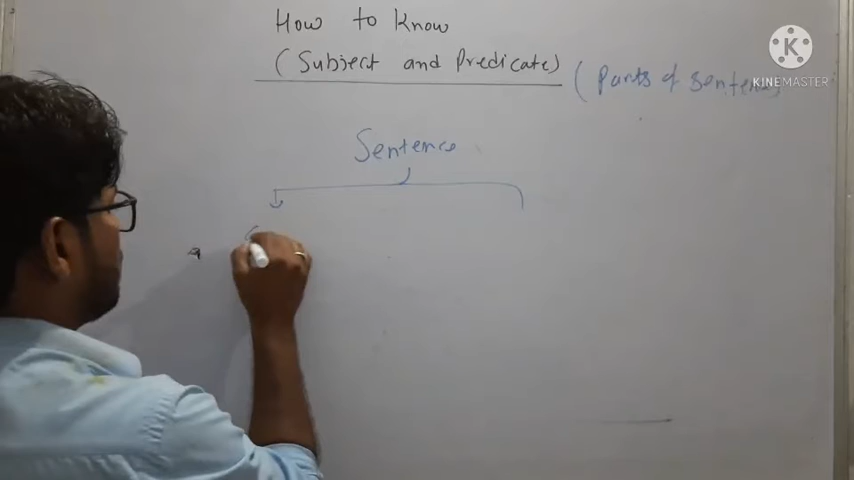 How to Know
(Subject and Predicate)
(Parts of Sentence)
KINEMASTER
Sentence